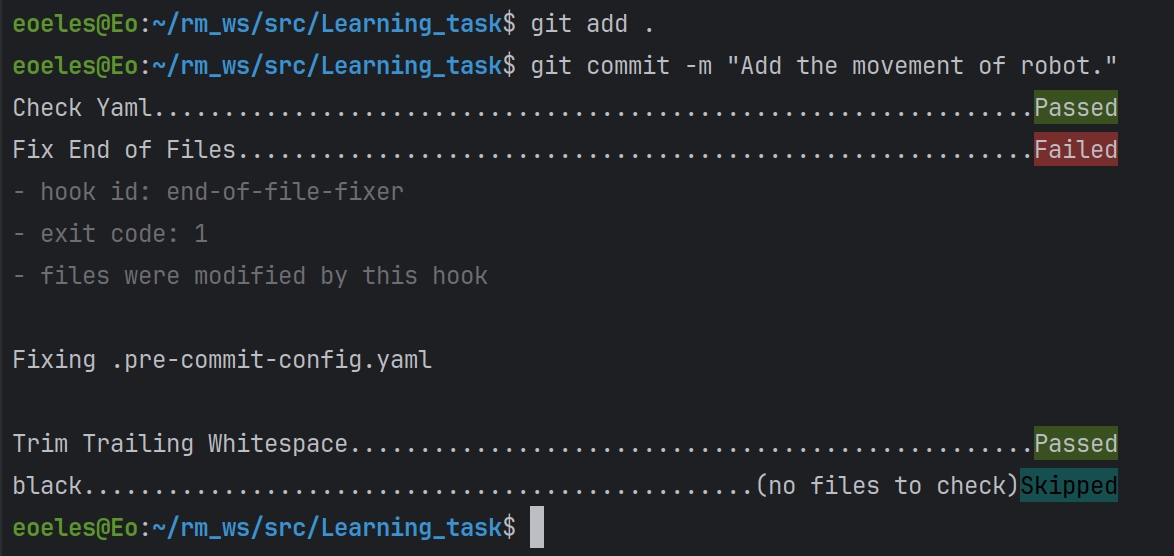 eoeles@Eo:~/rm_ws/src/Learning_task$ git add .
eoeles@Eo:~/rm_ws/src/Learning_task$ git commit -m "Add the movement of robot."
Check Yaml...............................................................Passed
Fix End of Files.........................................................Failed
- hook id: end-of-file-fixer
- exit code: 1
- files were modified by this hook
Fixing .pre-commit-config.yaml
Trim Trailing Whitespace.................................................Passed
black................................................(no files to check)Skipped
eoeles@Eo:~/rm_ws/src/Learning_task$